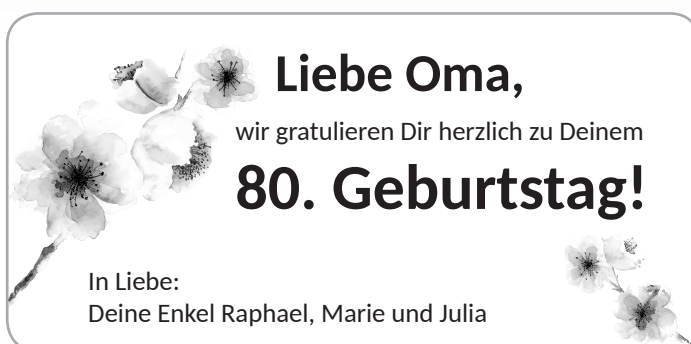 Liebe Oma,
wir gratulieren Dir herzlich zu Deinem
80. Geburtstag!
In Liebe:
Deine Enkel Raphael, Marie und Julia